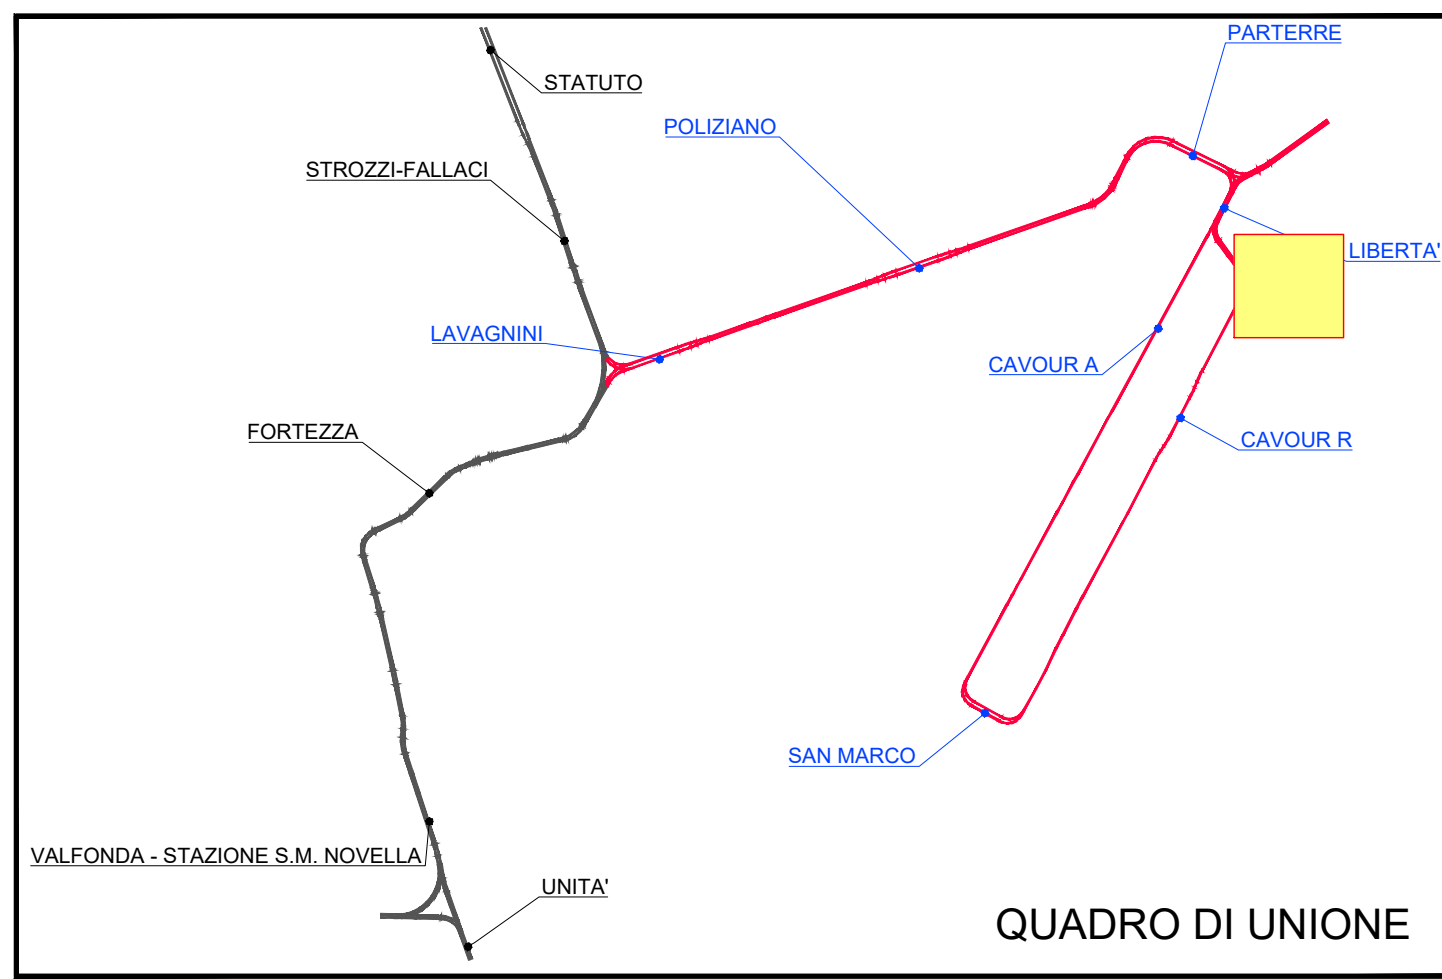 PARTERRE
STATUTO
POLIZIANO
STROZZI-FALLACI
LIBERTA'
LAVAGNINI
CAVOUR A
FORTEZZA
CAVOUR R
SAN MARCO
VALFONDA - STAZIONE S.M. NOVELLA
UNITA'
QUADRO DI UNIONE